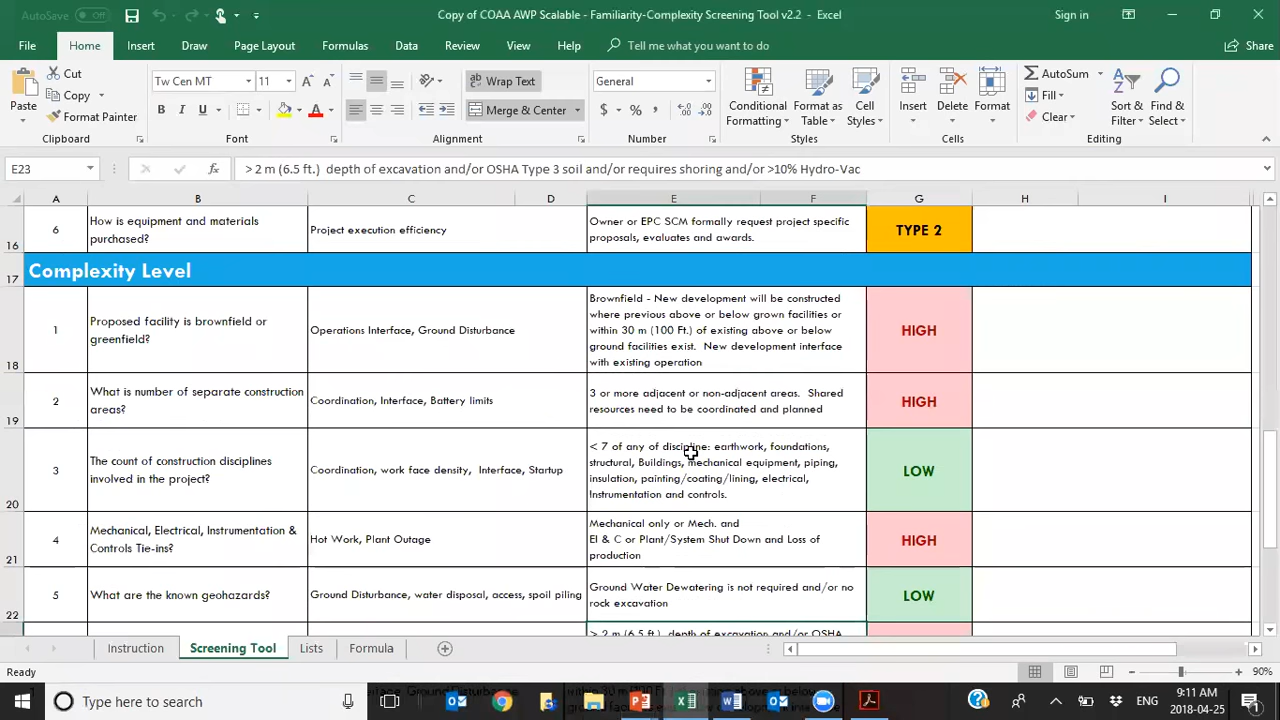 AutoSave Off
Copy of COAA AWP Scalable - Familiarity-Complexity Screening Tool v2.2 - Excel
Sign in
File Home Insert Draw Page Layout Formulas Data Review View Help Tell me what you want to do Share
Paste
Cut
Copy
Format Painter
Clipboard
Tw Cen MT 11
B I U
Font
Wrap Text
Merge & Center
Alignment
General
$ % ,
Number
Conditional Formatting
Format as Table
Cell Styles
Styles
Insert Delete Format
Cells
AutoSum
Fill
Clear
Sort & Filter
Find & Select
Editing
E23
fx
> 2 m (6.5 ft.) depth of excavation and/or OSHA Type 3 soil and/or requires shoring and/or >10% Hydro-Vac
A B C D E F G H I
16
6
How is equipment and materials
purchased?
Project execution efficiency
Owner or EPC SCM formally request project specific
proposals, evaluates and awards.
TYPE 2
17
Complexity Level
18
1
Proposed facility is brownfield or
greenfield?
Operations Interface, Ground Disturbance
Brownfield - New development will be constructed
where previous above or below grown facilities or
within 30 m (100 Ft.) of existing above or below
ground facilities exist. New development interface
with existing operation
HIGH
19
2
What is number of separate construction
areas?
Coordination, Interface, Battery limits
3 or more adjacent or non-adjacent areas. Shared
resources need to be coordinated and planned
HIGH
20
3
The count of construction disciplines
involved in the project?
Coordination, work face density, Interface, Startup
< 7 of any of discipline: earthwork, foundations,
structural, Buildings, mechanical equipment, piping,
insulation, painting/coating/lining, electrical,
Instrumentation and controls.
LOW
21
4
Mechanical, Electrical, Instrumentation &
Controls Tie-ins?
Hot Work, Plant Outage
Mechanical only or Mech. and
EI & C or Plant/System Shut Down and Loss of
production
HIGH
22
5
What are the known geohazards?
Ground Disturbance, water disposal, access, spoil piling
Ground Water Dewatering is not required and/or no
rock excavation
LOW
> 2 m (6.5 ft.) depth of excavation and/or OSHA
Instruction Screening Tool Lists Formula
Ready
90%
Type here to search
ENG
9:11 AM
2018-04-25